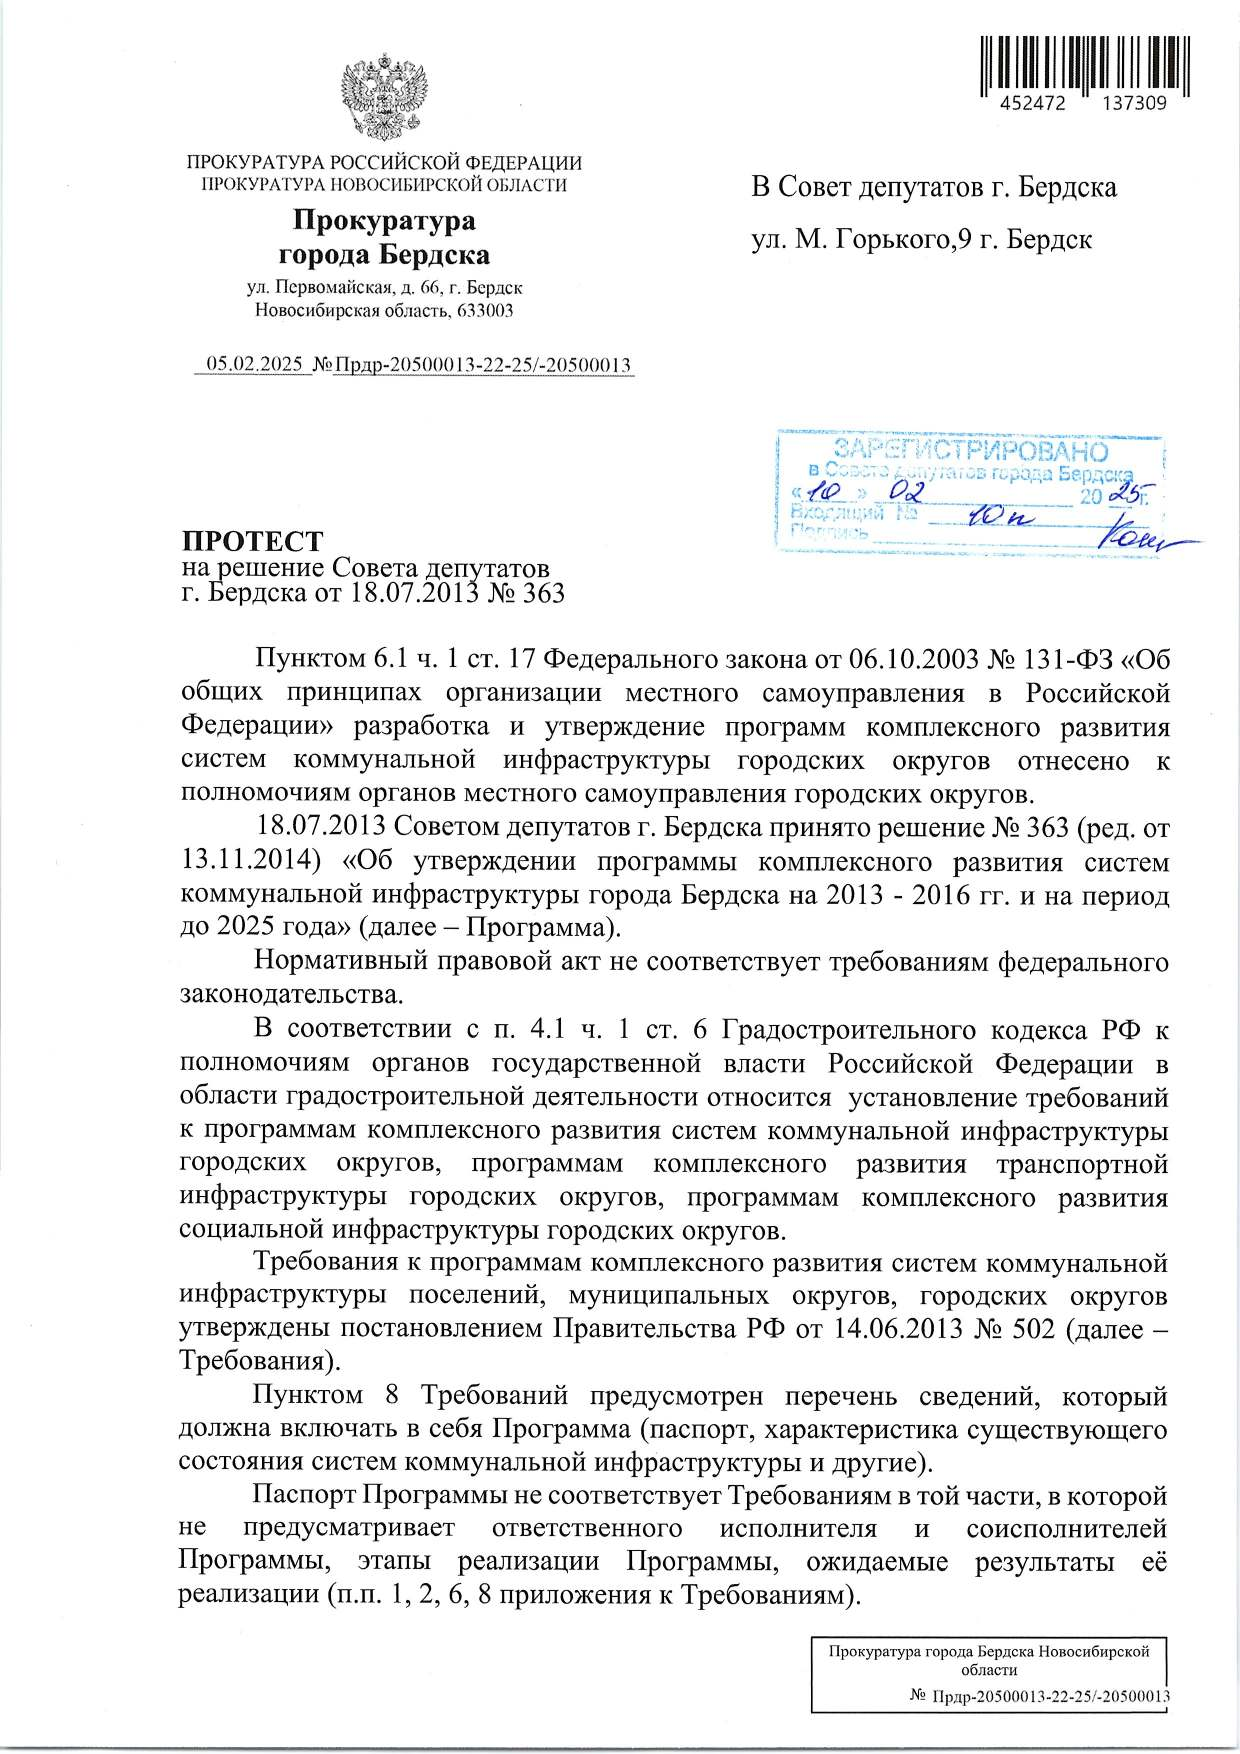 452472 137309
ПРОКУРАТУРА РОССИЙСКОЙ ФЕДЕРАЦИИ
ПРОКУРАТУРА НОВОСИБИРСКОЙ ОБЛАСТИ
Прокуратура
города Бердска
ул. Первомайская, д. 66, г. Бердск
Новосибирская область, 633003
05.02.2025 №Прдр-20500013-22-25/-20500013
В Совет депутатов г. Бердска
ул. М. Горького,9 г. Бердск
ЗАРЕГИСТРИРОВАНО
в Совете депутатов города Бердска
« 10 » 02 20 25 г.
Входящий № 10п
Подпись
ПРОТЕСТ
на решение Совета депутатов
г. Бердска от 18.07.2013 № 363
Пунктом 6.1 ч. 1 ст. 17 Федерального закона от 06.10.2003 № 131-ФЗ «Об
общих принципах организации местного самоуправления в Российской
Федерации» разработка и утверждение программ комплексного развития
систем коммунальной инфраструктуры городских округов отнесено к
полномочиям органов местного самоуправления городских округов.
18.07.2013 Советом депутатов г. Бердска принято решение № 363 (ред. от
13.11.2014) «Об утверждении программы комплексного развития систем
коммунальной инфраструктуры города Бердска на 2013 - 2016 гг. и на период
до 2025 года» (далее – Программа).
Нормативный правовой акт не соответствует требованиям федерального
законодательства.
В соответствии с п. 4.1 ч. 1 ст. 6 Градостроительного кодекса РФ к
полномочиям органов государственной власти Российской Федерации в
области градостроительной деятельности относится установление требований
к программам комплексного развития систем коммунальной инфраструктуры
городских округов, программам комплексного развития транспортной
инфраструктуры городских округов, программам комплексного развития
социальной инфраструктуры городских округов.
Требования к программам комплексного развития систем коммунальной
инфраструктуры поселений, муниципальных округов, городских округов
утверждены постановлением Правительства РФ от 14.06.2013 № 502 (далее –
Требования).
Пунктом 8 Требований предусмотрен перечень сведений, который
должна включать в себя Программа (паспорт, характеристика существующего
состояния систем коммунальной инфраструктуры и другие).
Паспорт Программы не соответствует Требованиям в той части, в которой
не предусматривает ответственного исполнителя и соисполнителей
Программы, этапы реализации Программы, ожидаемые результаты её
реализации (п.п. 1, 2, 6, 8 приложения к Требованиям).
Прокуратура города Бердска Новосибирской
области
№ Прдр-20500013-22-25/-20500013